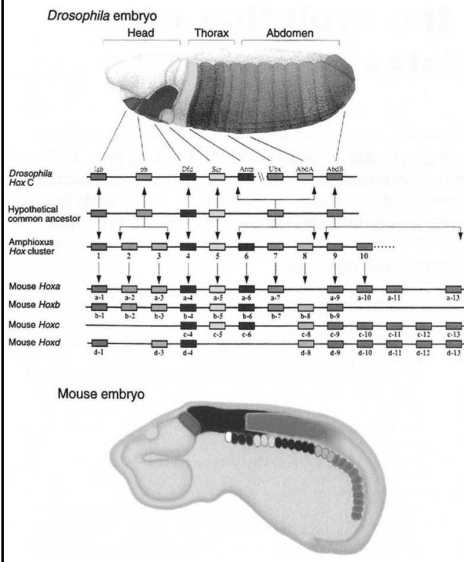 Drosophila embryo
Head Thorax Abdomen
Drosophila Hox C
lab pb Dfd Scr Antp Ubx AbdA AbdB
Hypothetical common ancestor
Amphioxus Hox cluster
1 2 3 4 5 6 7 8 9 10
Mouse Hoxa
a-1 a-2 a-3 a-4 a-5 a-6 a-7 a-9 a-10 a-11 a-13
Mouse Hoxb
b-1 b-2 b-3 b-4 b-5 b-6 b-7 b-8 b-9
Mouse Hoxc
c-4 c-5 c-6 c-8 c-9 c-10 c-11 c-12 c-13
Mouse Hoxd
d-1 d-3 d-4 d-8 d-9 d-10 d-11 d-12 d-13
Mouse embryo